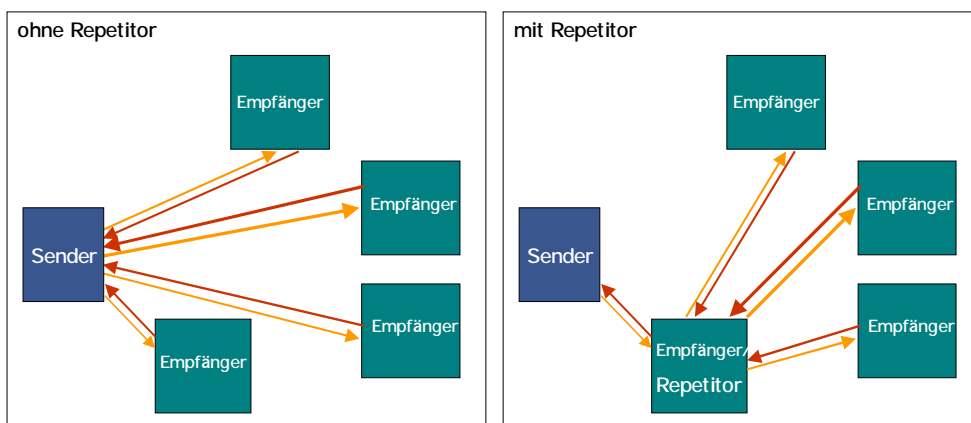 ohne Repetitor
Empfänger
Empfänger
Sender
Empfänger
Empfänger
mit Repetitor
Empfänger
Empfänger
Sender
Empfänger
Empfänger/
Repetitor